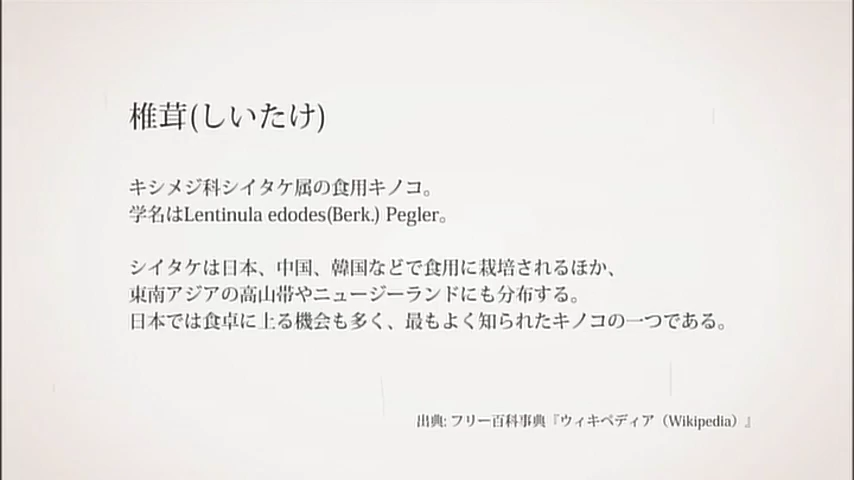 椎茸(しいたけ)
キシメジ科シイタケ属の食用キノコ。
学名はLentinula edodes(Berk.) Pegler。
シイタケは日本、中国、韓国などで食用に栽培されるほか、
東南アジアの高山帯やニュージーランドにも分布する。
日本では食卓に上る機会も多く、最もよく知られたキノコの一つである。
出典: フリー百科事典『ウィキペディア（Wikipedia）』